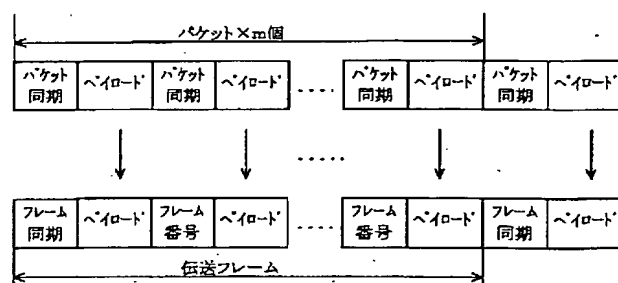 パケット×m個
パケット同期 ペイロード パケット同期 ペイロード ・・・・ パケット同期 ペイロード パケット同期 ペイロード
・・・・・
フレーム同期 ペイロード フレーム番号 ペイロード ・・・・ フレーム番号 ペイロード フレーム同期 ペイロード
伝送フレーム